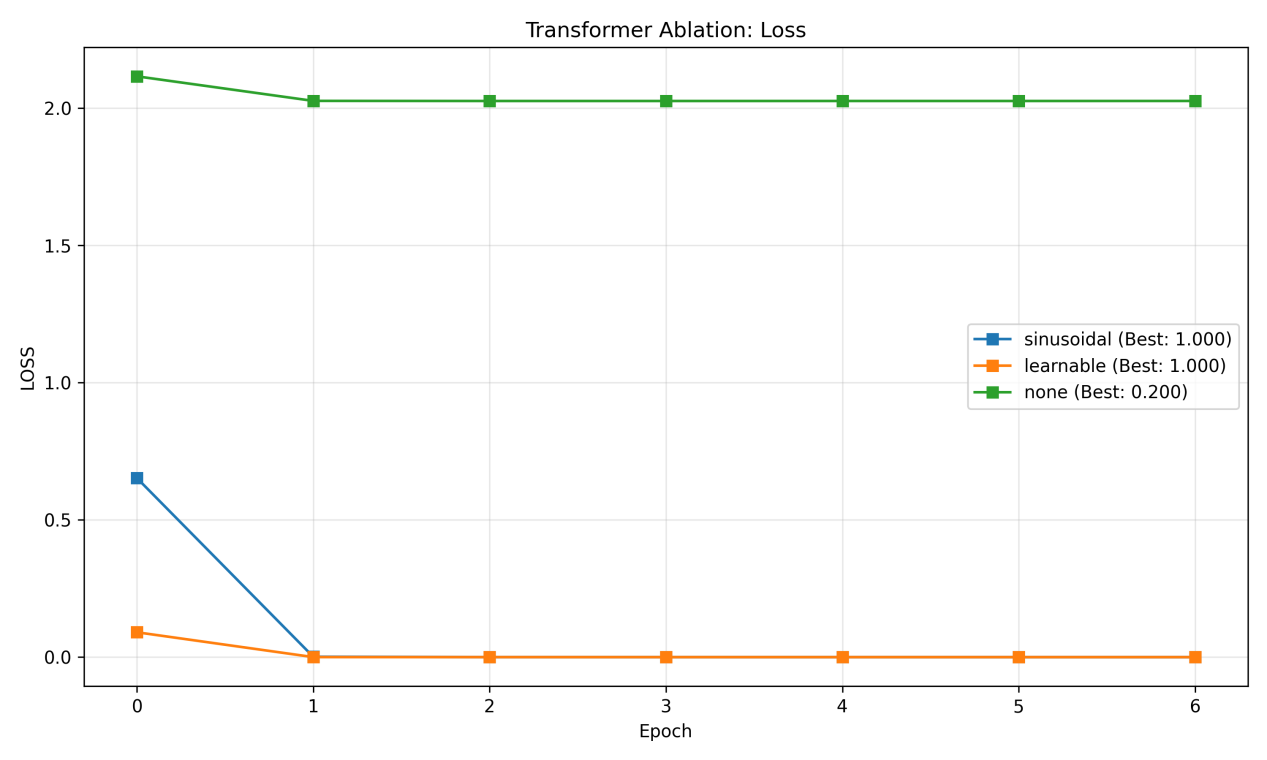 Transformer Ablation: Loss
LOSS
2.0
1.5
1.0
0.5
0.0
sinusoidal (Best: 1.000)
learnable (Best: 1.000)
none (Best: 0.200)
0 1 2 3 4 5 6
Epoch